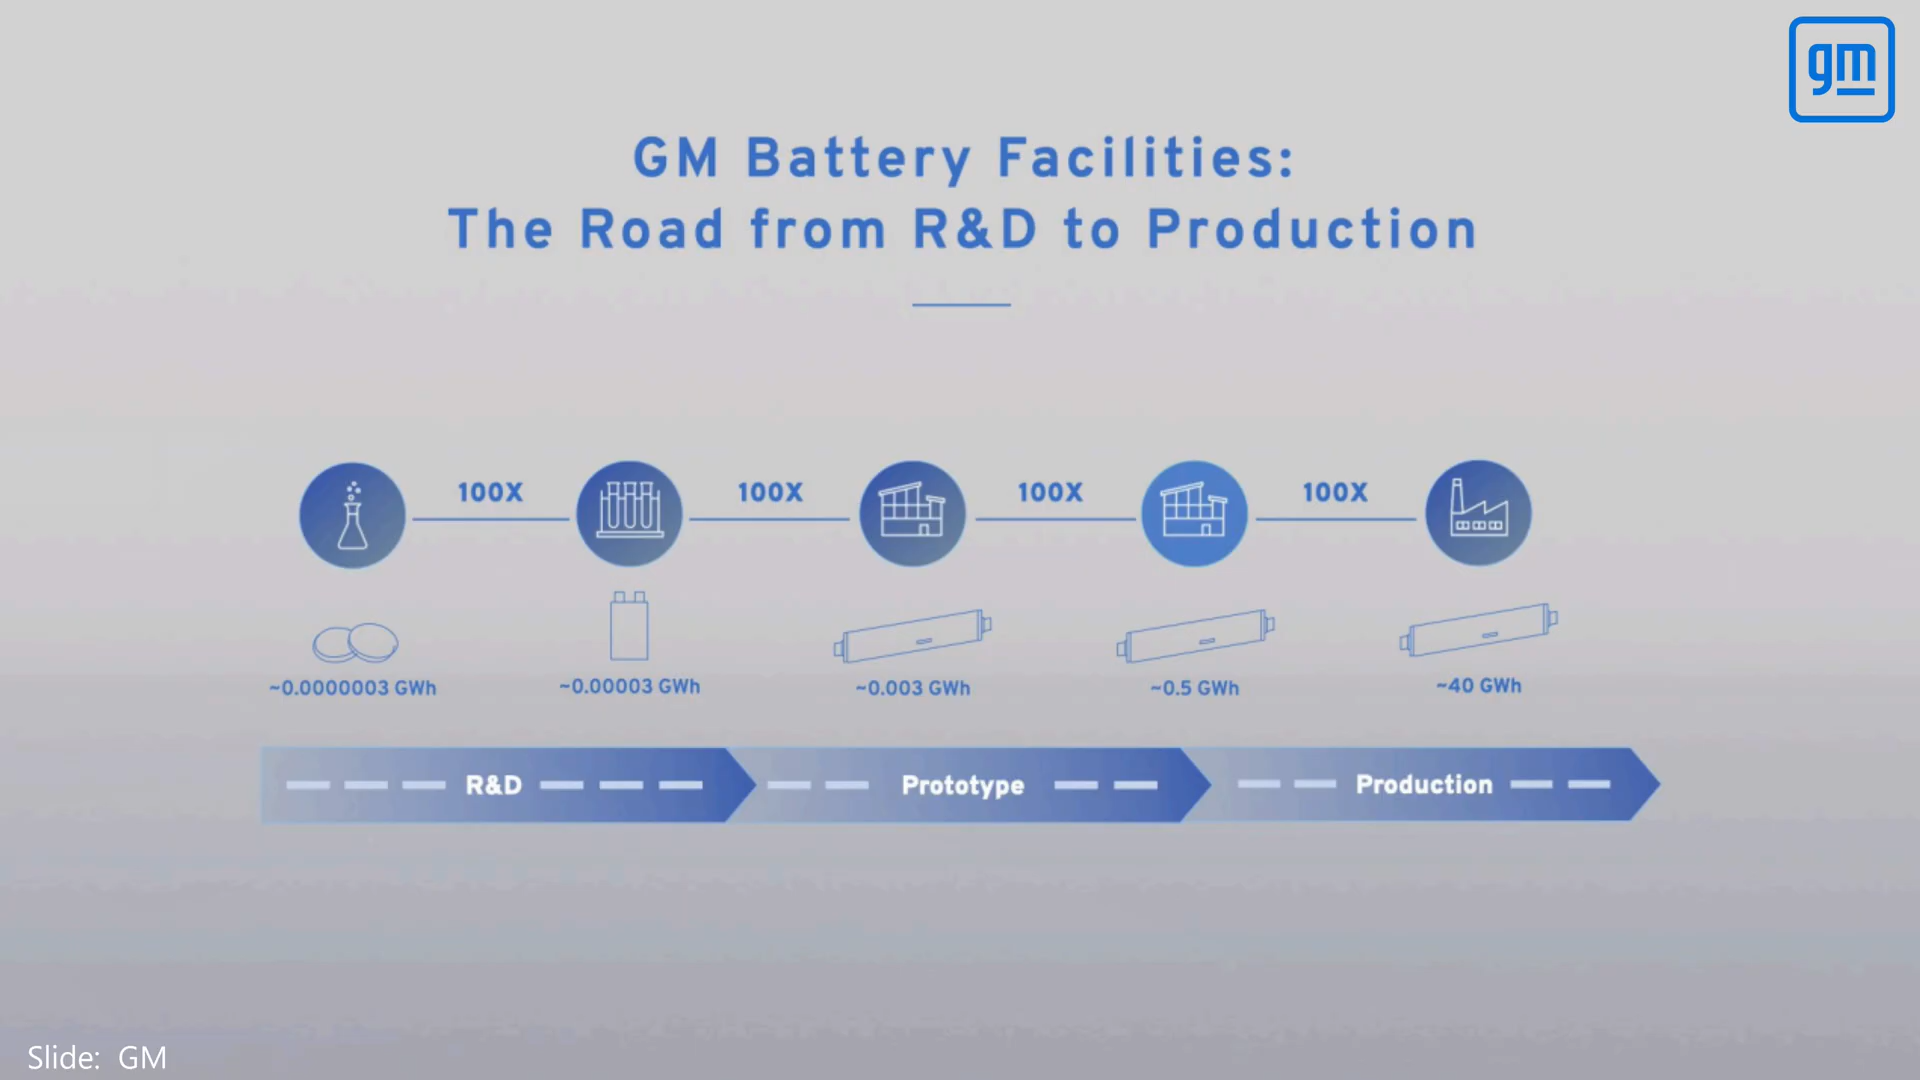 gm
GM Battery Facilities:
The Road from R&D to Production
100X 100X 100X 100X
~0.0000003 GWh ~0.00003 GWh ~0.003 GWh ~0.5 GWh ~40 GWh
R&D Prototype Production
Slide: GM